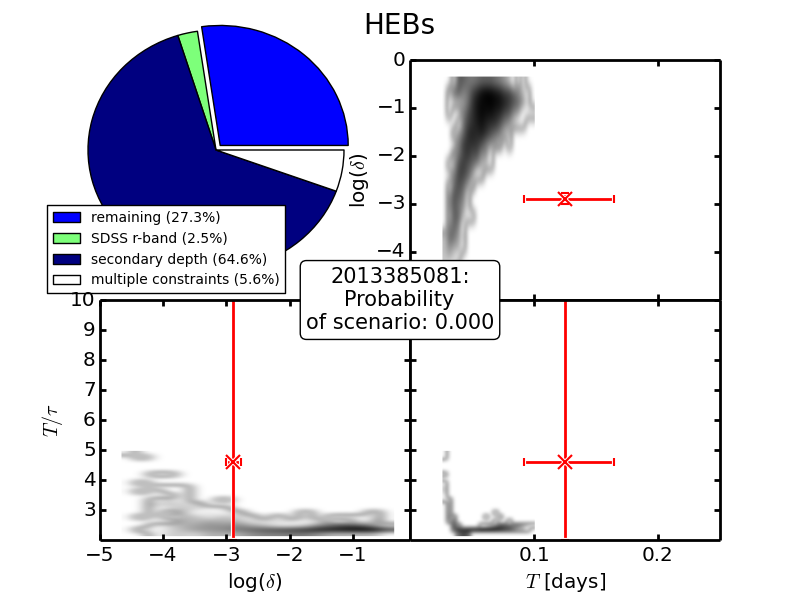 HEBs
0
−1
−2
−3
−4
log(δ)
remaining (27.3%)
SDSS r-band (2.5%)
secondary depth (64.6%)
multiple constraints (5.6%)
2013385081:
Probability
of scenario: 0.000
10
9
8
7
6
5
4
3
T/τ
−5 −4 −3 −2 −1
log(δ)
0.1 0.2
T [days]